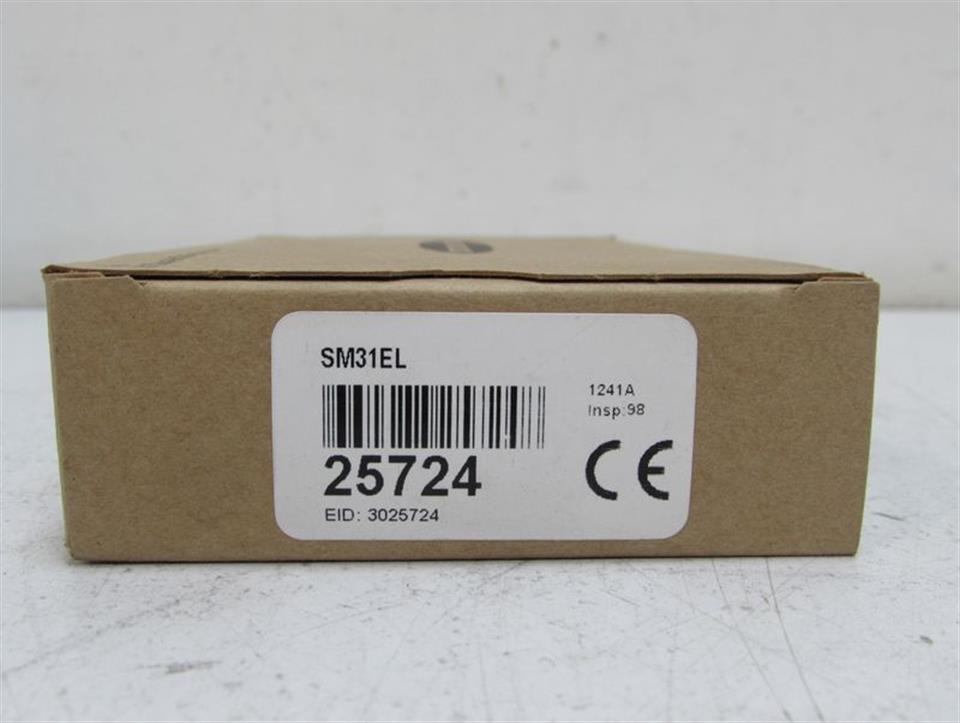 SM31EL
1241A
Insp:98
25724
EID: 3025724
CE